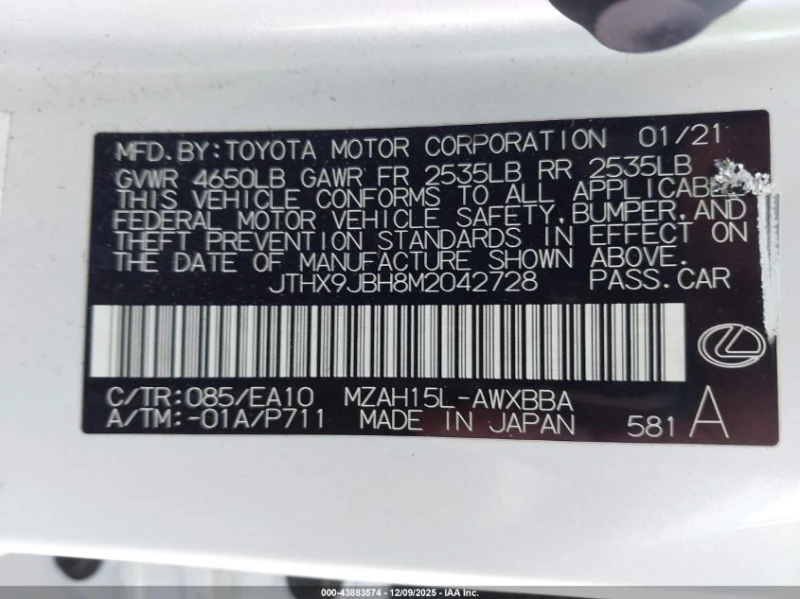 MFD. BY: TOYOTA MOTOR CORPORATION 01/21
GVWR 4650LB GAWR FR 2535LB RR 2535LB
THIS VEHICLE CONFORMS TO ALL APPLICABLE
FEDERAL MOTOR VEHICLE SAFETY, BUMPER, AND
THEFT PREVENTION STANDARDS IN EFFECT ON
THE DATE OF MANUFACTURE SHOWN ABOVE.
JTHX9JBH8M2042728 PASS. CAR
C/TR: 085/EA10 MZAH15L-AWXBBA
A/TM: -01A/P711 MADE IN JAPAN 581 A
000-43883574 - 12/09/2025 - IAA Inc.